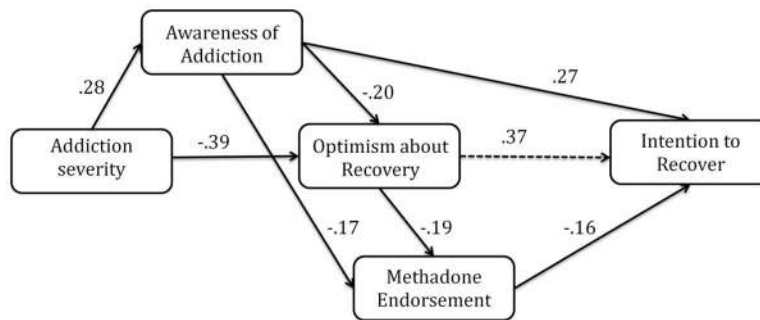 Awareness of
Addiction
.28
.27
-.20
Addiction
severity
-.39
Optimism about
Recovery
.37
Intention to
Recover
-.17
-.19
-.16
Methadone
Endorsement